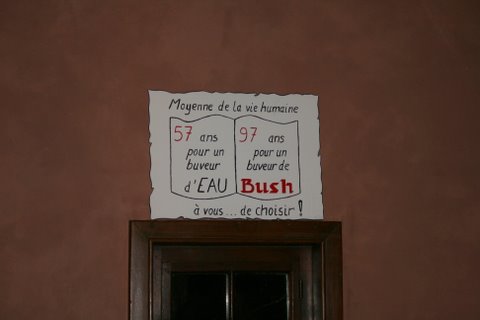 Moyenne de la vie humaine
57 ans
pour un
buveur
d'EAU
97 ans
pour un
buveur de
Bush
à vous ... de choisir !